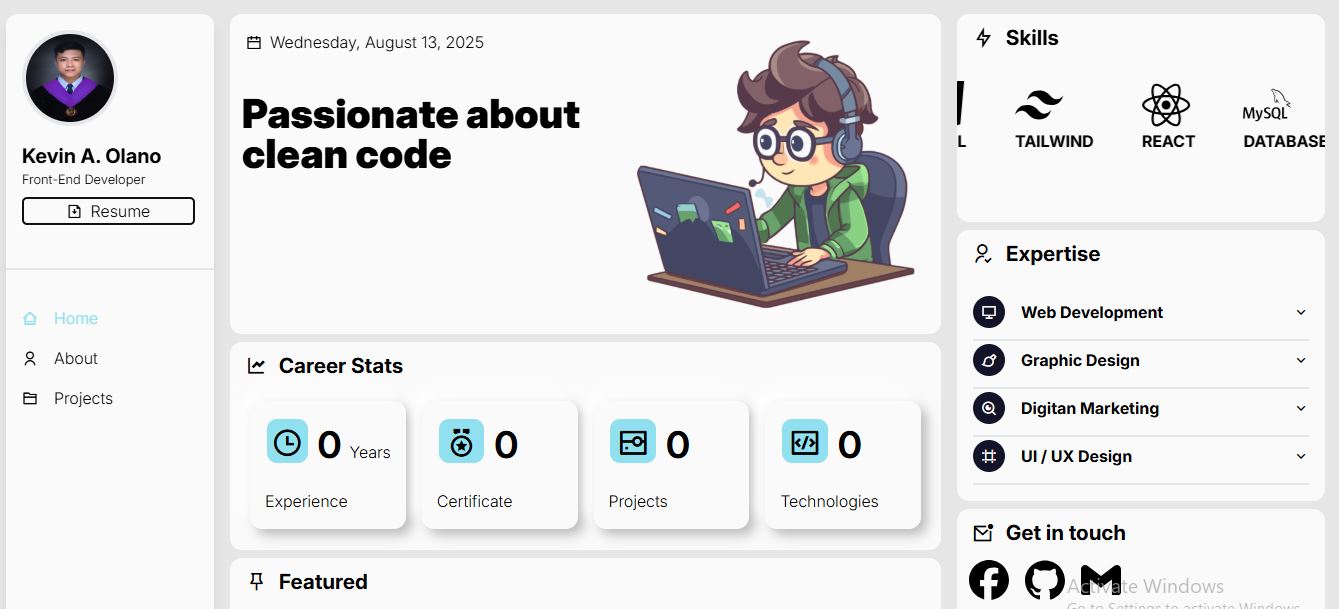 Kevin A. Olano
Front-End Developer
Resume
Home
About
Projects
Wednesday, August 13, 2025
Passionate about
clean code
Career Stats
0 Years
Experience
0
Certificate
0
Projects
0
Technologies
Featured
Skills
L
TAILWIND
REACT
MySQL
DATABASE
Expertise
Web Development
Graphic Design
Digitan Marketing
UI / UX Design
Get in touch
Activate Windows
Go to Settings to activate Windows.